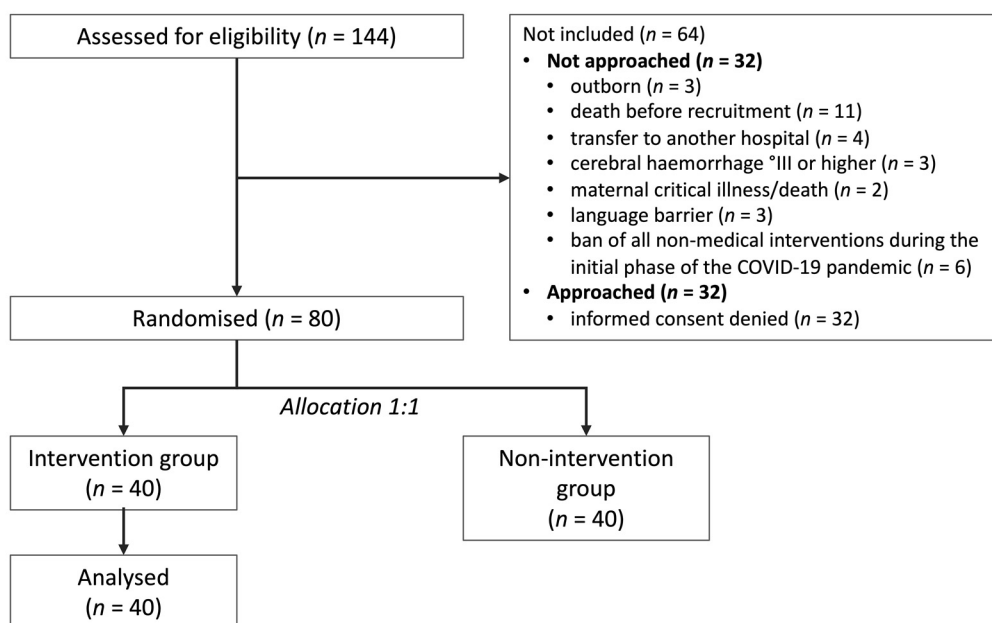 Assessed for eligibility (n = 144)
Not included (n = 64)
• Not approached (n = 32)
• outborn (n = 3)
• death before recruitment (n = 11)
• transfer to another hospital (n = 4)
• cerebral haemorrhage °III or higher (n = 3)
• maternal critical illness/death (n = 2)
• language barrier (n = 3)
• ban of all non-medical interventions during the
initial phase of the COVID-19 pandemic (n = 6)
• Approached (n = 32)
• informed consent denied (n = 32)
Randomised (n = 80)
Allocation 1:1
Intervention group
(n = 40)
Non-intervention
group
(n = 40)
Analysed
(n = 40)